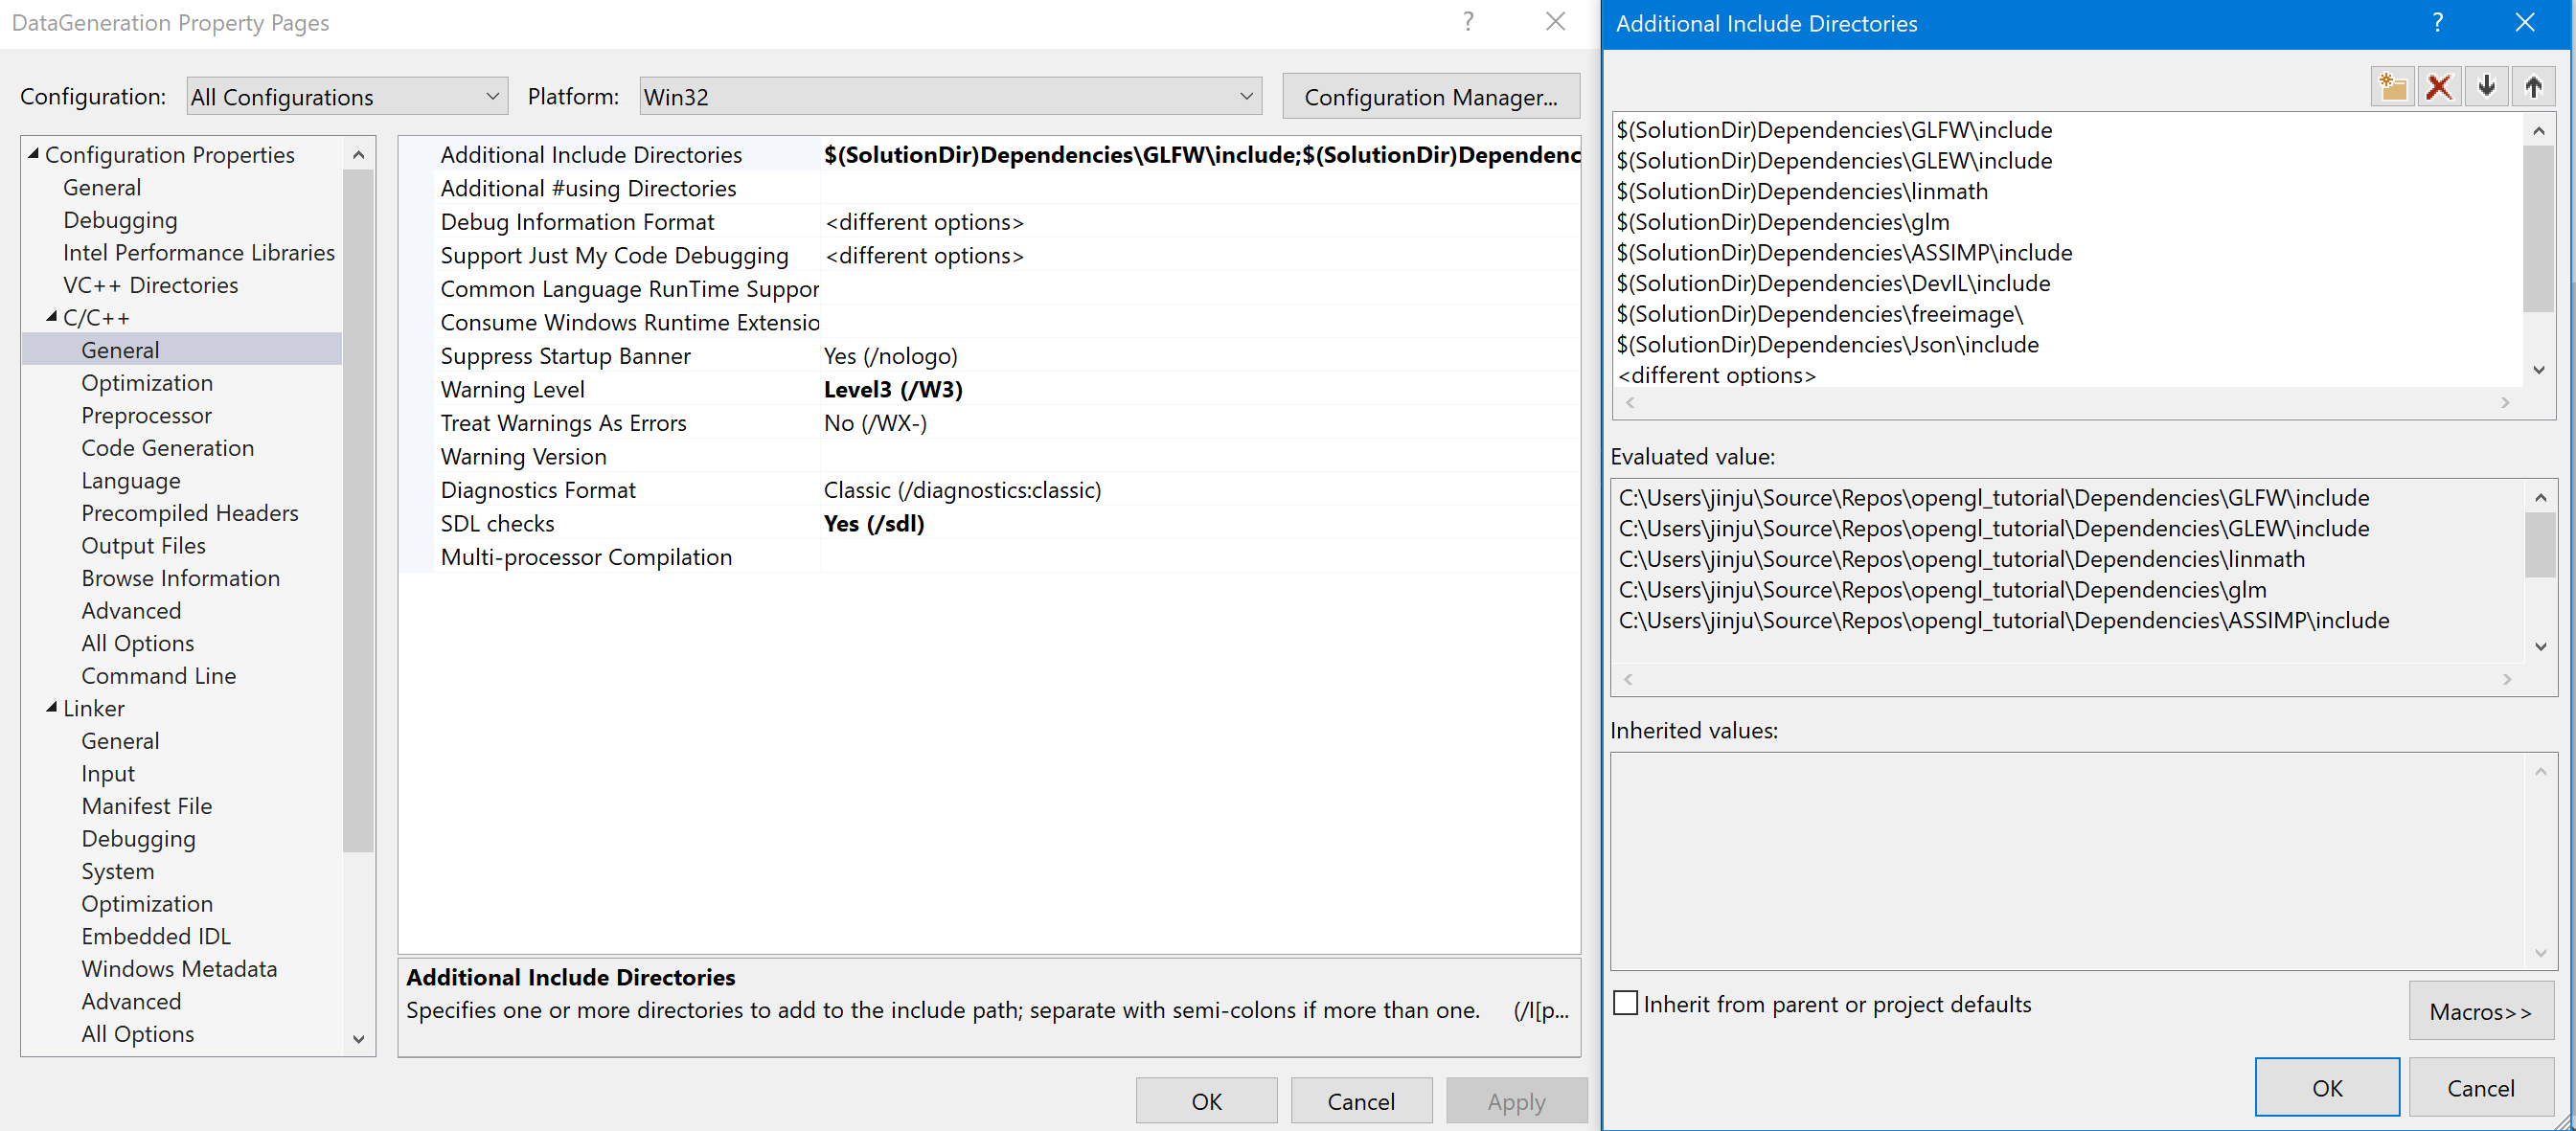 DataGeneration Property Pages
Configuration: All Configurations Platform: Win32 Configuration Manager...
Configuration Properties
General
Debugging
Intel Performance Libraries
VC++ Directories
C/C++
General
Optimization
Preprocessor
Code Generation
Language
Precompiled Headers
Output Files
Browse Information
Advanced
All Options
Command Line
Linker
General
Input
Manifest File
Debugging
System
Optimization
Embedded IDL
Windows Metadata
Advanced
All Options
Additional Include Directories $(SolutionDir)Dependencies\GLFW\include;$(SolutionDir)Dependenc
Additional #using Directories
Debug Information Format <different options>
Support Just My Code Debugging <different options>
Common Language RunTime Suppor
Consume Windows Runtime Extensio
Suppress Startup Banner Yes (/nologo)
Warning Level Level3 (/W3)
Treat Warnings As Errors No (/WX-)
Warning Version
Diagnostics Format Classic (/diagnostics:classic)
SDL checks Yes (/sdl)
Multi-processor Compilation
Additional Include Directories
Specifies one or more directories to add to the include path; separate with semi-colons if more than one. (/I[p...
OK Cancel Apply
Additional Include Directories
$(SolutionDir)Dependencies\GLFW\include
$(SolutionDir)Dependencies\GLEW\include
$(SolutionDir)Dependencies\linmath
$(SolutionDir)Dependencies\glm
$(SolutionDir)Dependencies\ASSIMP\include
$(SolutionDir)Dependencies\DevIL\include
$(SolutionDir)Dependencies\freeimage\
$(SolutionDir)Dependencies\Json\include
<different options>
Evaluated value:
C:\Users\jinju\Source\Repos\opengl_tutorial\Dependencies\GLFW\include
C:\Users\jinju\Source\Repos\opengl_tutorial\Dependencies\GLEW\include
C:\Users\jinju\Source\Repos\opengl_tutorial\Dependencies\linmath
C:\Users\jinju\Source\Repos\opengl_tutorial\Dependencies\glm
C:\Users\jinju\Source\Repos\opengl_tutorial\Dependencies\ASSIMP\include
Inherited values:
Inherit from parent or project defaults
Macros>>
OK Cancel